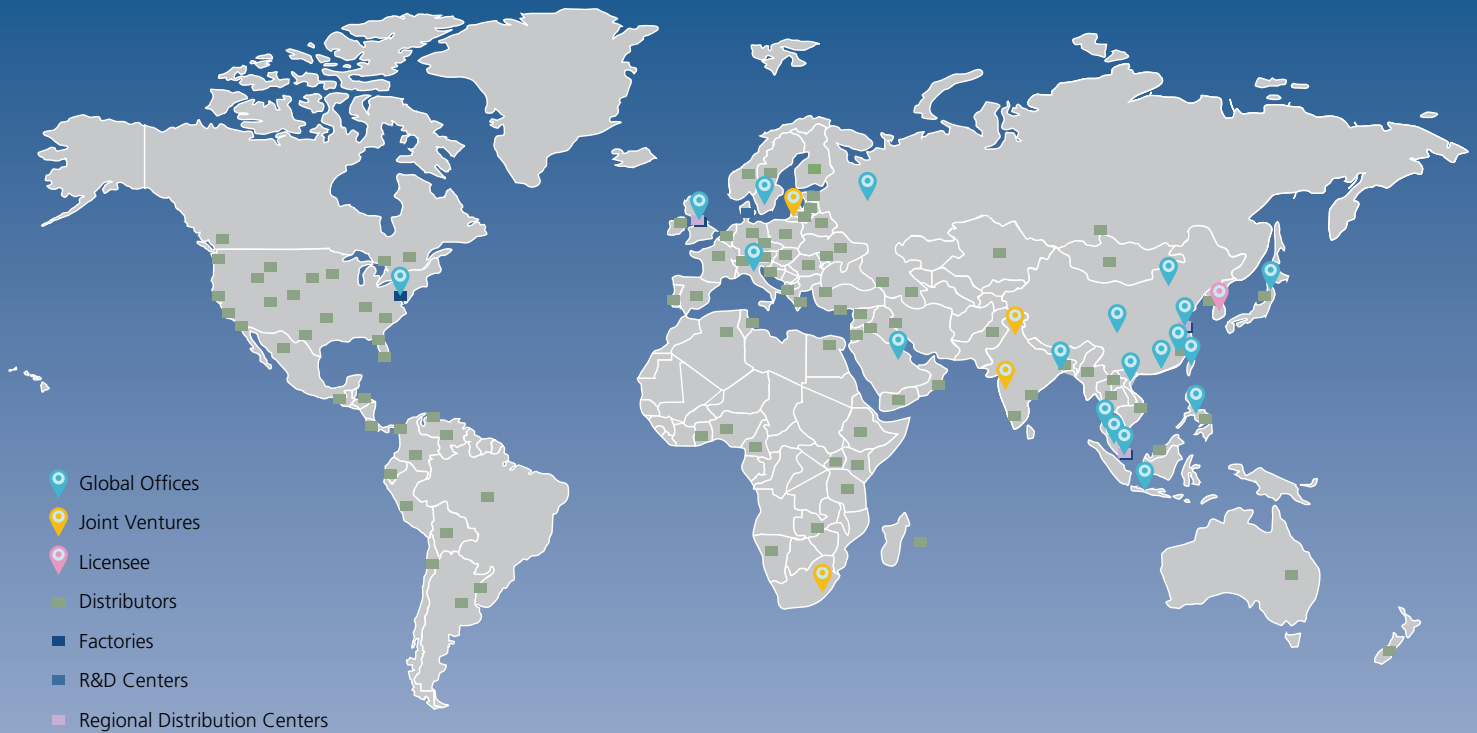 Global Offices
Joint Ventures
Licensee
Distributors
Factories
R&D Centers
Regional Distribution Centers